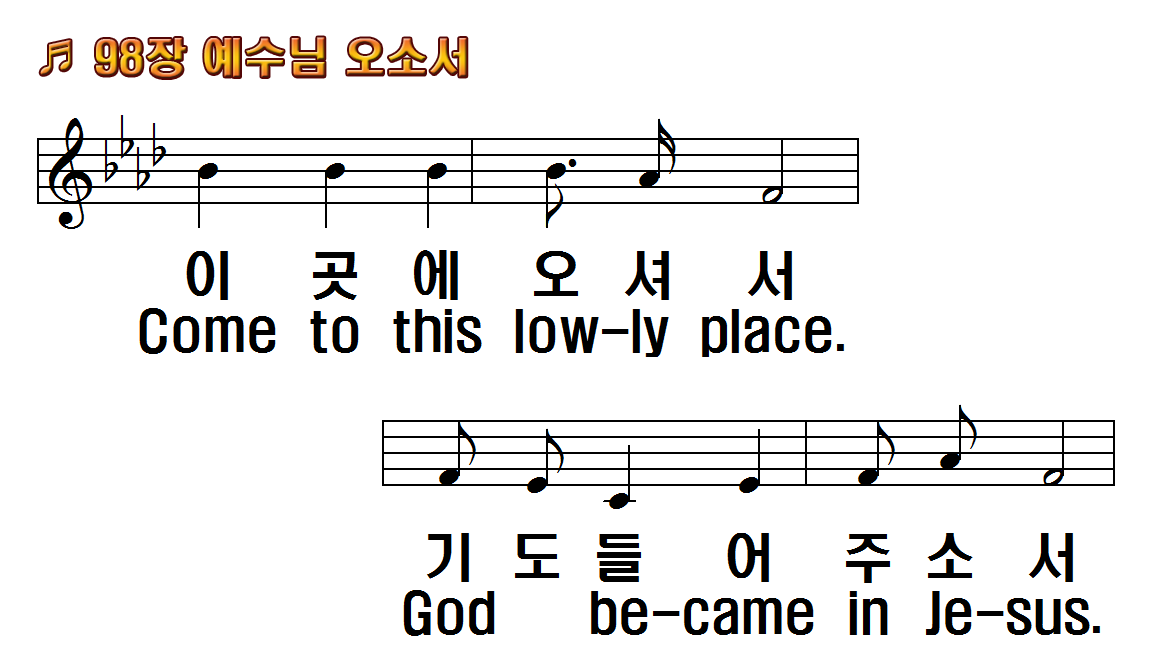 ♬ 98장 예수님 오소서
이 곳 에 오 셔 서
Come to this low-ly place.
기 도 들 어 주 소 서
God be-came in Je-sus.